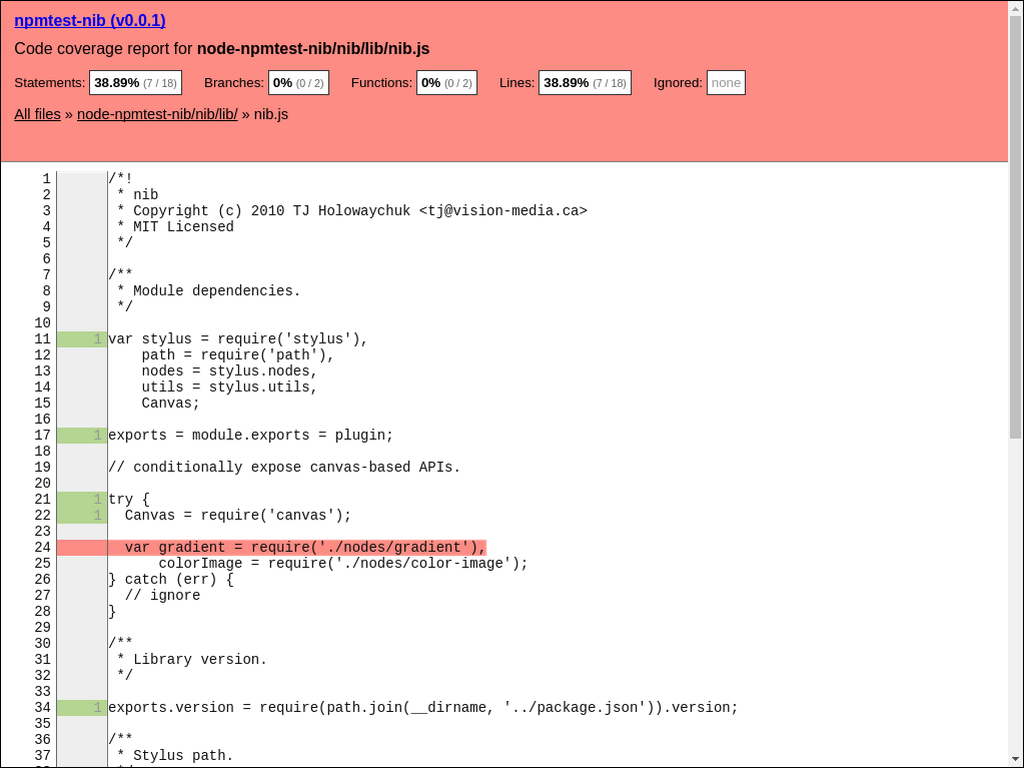 npmtest-nib (v0.0.1)
Code coverage report for node-npmtest-nib/nib/lib/nib.js
Statements: 38.89% (7 / 18) Branches: 0% (0 / 2) Functions: 0% (0 / 2) Lines: 38.89% (7 / 18) Ignored: none
All files » node-npmtest-nib/nib/lib/ » nib.js
1 /*!
2 * nib
3 * Copyright (c) 2010 TJ Holowaychuk <tj@vision-media.ca>
4 * MIT Licensed
5 */
6
7 /**
8 * Module dependencies.
9 */
10
11 1 var stylus = require('stylus'),
12 path = require('path'),
13 nodes = stylus.nodes,
14 utils = stylus.utils,
15 Canvas;
16
17 1 exports = module.exports = plugin;
18
19 // conditionally expose canvas-based APIs.
20
21 1 try {
22 1 Canvas = require('canvas');
23
24 var gradient = require('./nodes/gradient'),
25 colorImage = require('./nodes/color-image');
26 } catch (err) {
27 // ignore
28 }
29
30 /**
31 * Library version.
32 */
33
34 1 exports.version = require(path.join(__dirname, '../package.json')).version;
35
36 /**
37 * Stylus path.